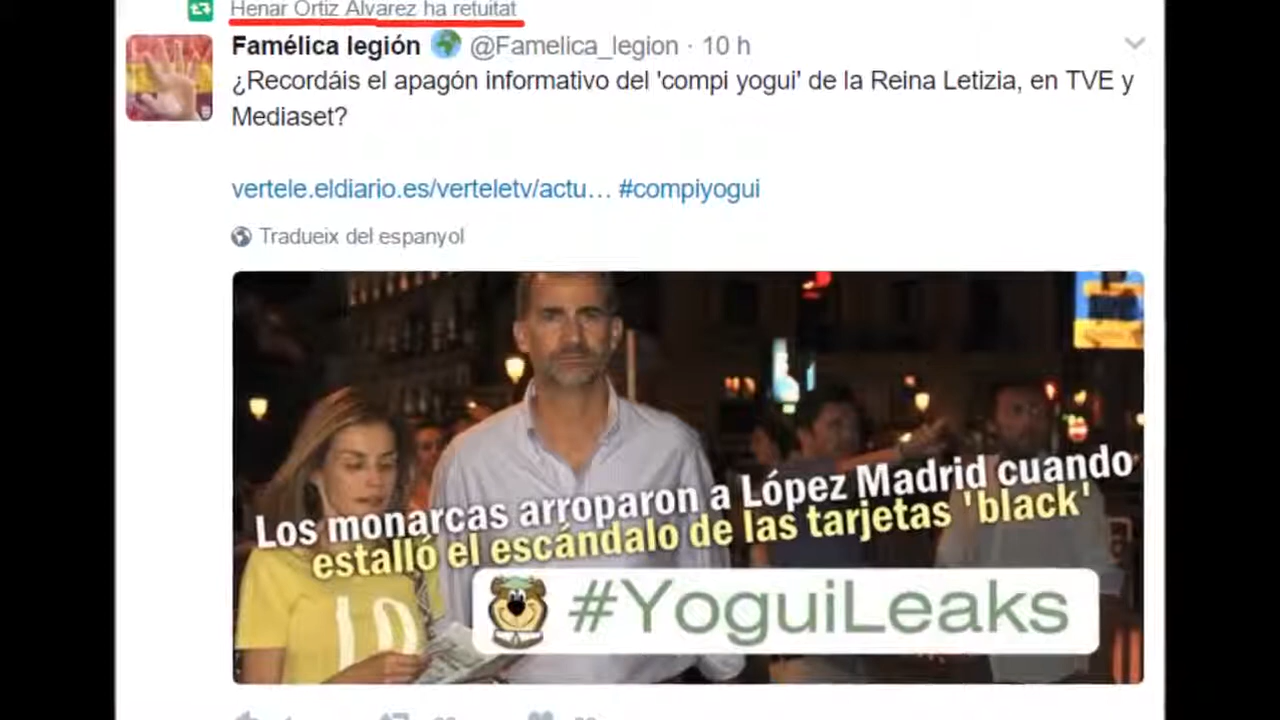 Henar Ortiz Álvarez ha retuitat
Famélica legión @Famelica_legion · 10 h
¿Recordáis el apagón informativo del 'compi yogui' de la Reina Letizia, en TVE y
Mediaset?
vertele.eldiario.es/verteletv/actu… #compiyogui
Tradueix del espanyol
Los monarcas arroparon a López Madrid cuando
estalló el escándalo de las tarjetas 'black'
#YoguiLeaks